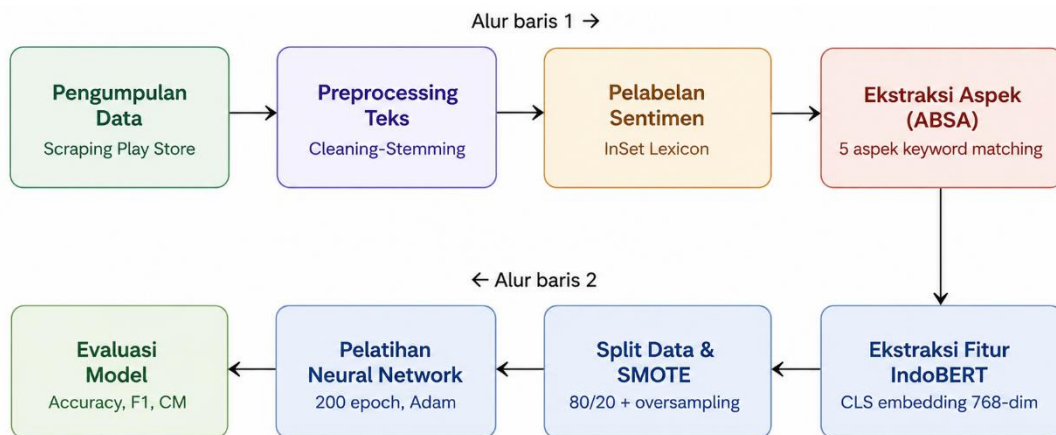 Alur baris 1 →
Pengumpulan
Data
Scraping Play Store
Preprocessing
Teks
Cleaning-Stemming
Pelabelan
Sentimen
InSet Lexicon
Ekstraksi Aspek
(ABSA)
5 aspek keyword matching
← Alur baris 2
Evaluasi
Model
Accuracy, F1, CM
Pelatihan
Neural Network
200 epoch, Adam
Split Data &
SMOTE
80/20 + oversampling
Ekstraksi Fitur
IndoBERT
CLS embedding 768-dim